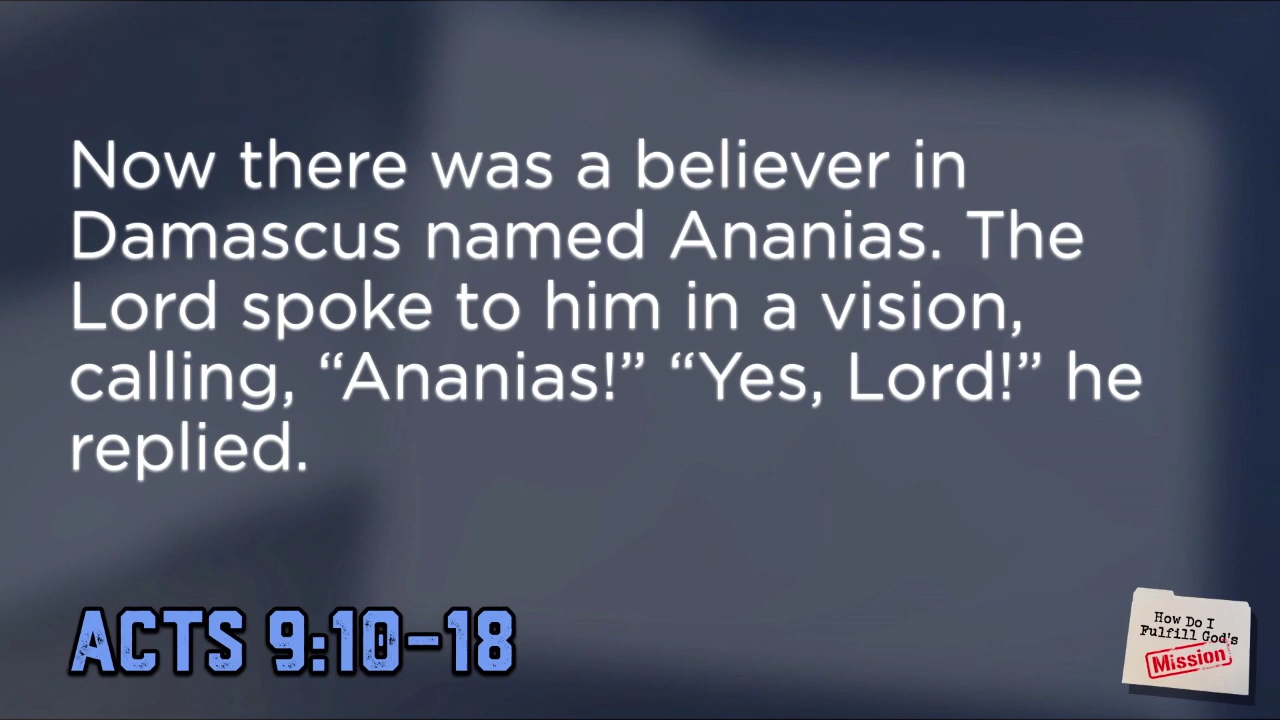 Now there was a believer in
Damascus named Ananias. The
Lord spoke to him in a vision,
calling, “Ananias!” “Yes, Lord!” he
replied.
ACTS 9:10-18
How Do I
Fulfill God's
Mission